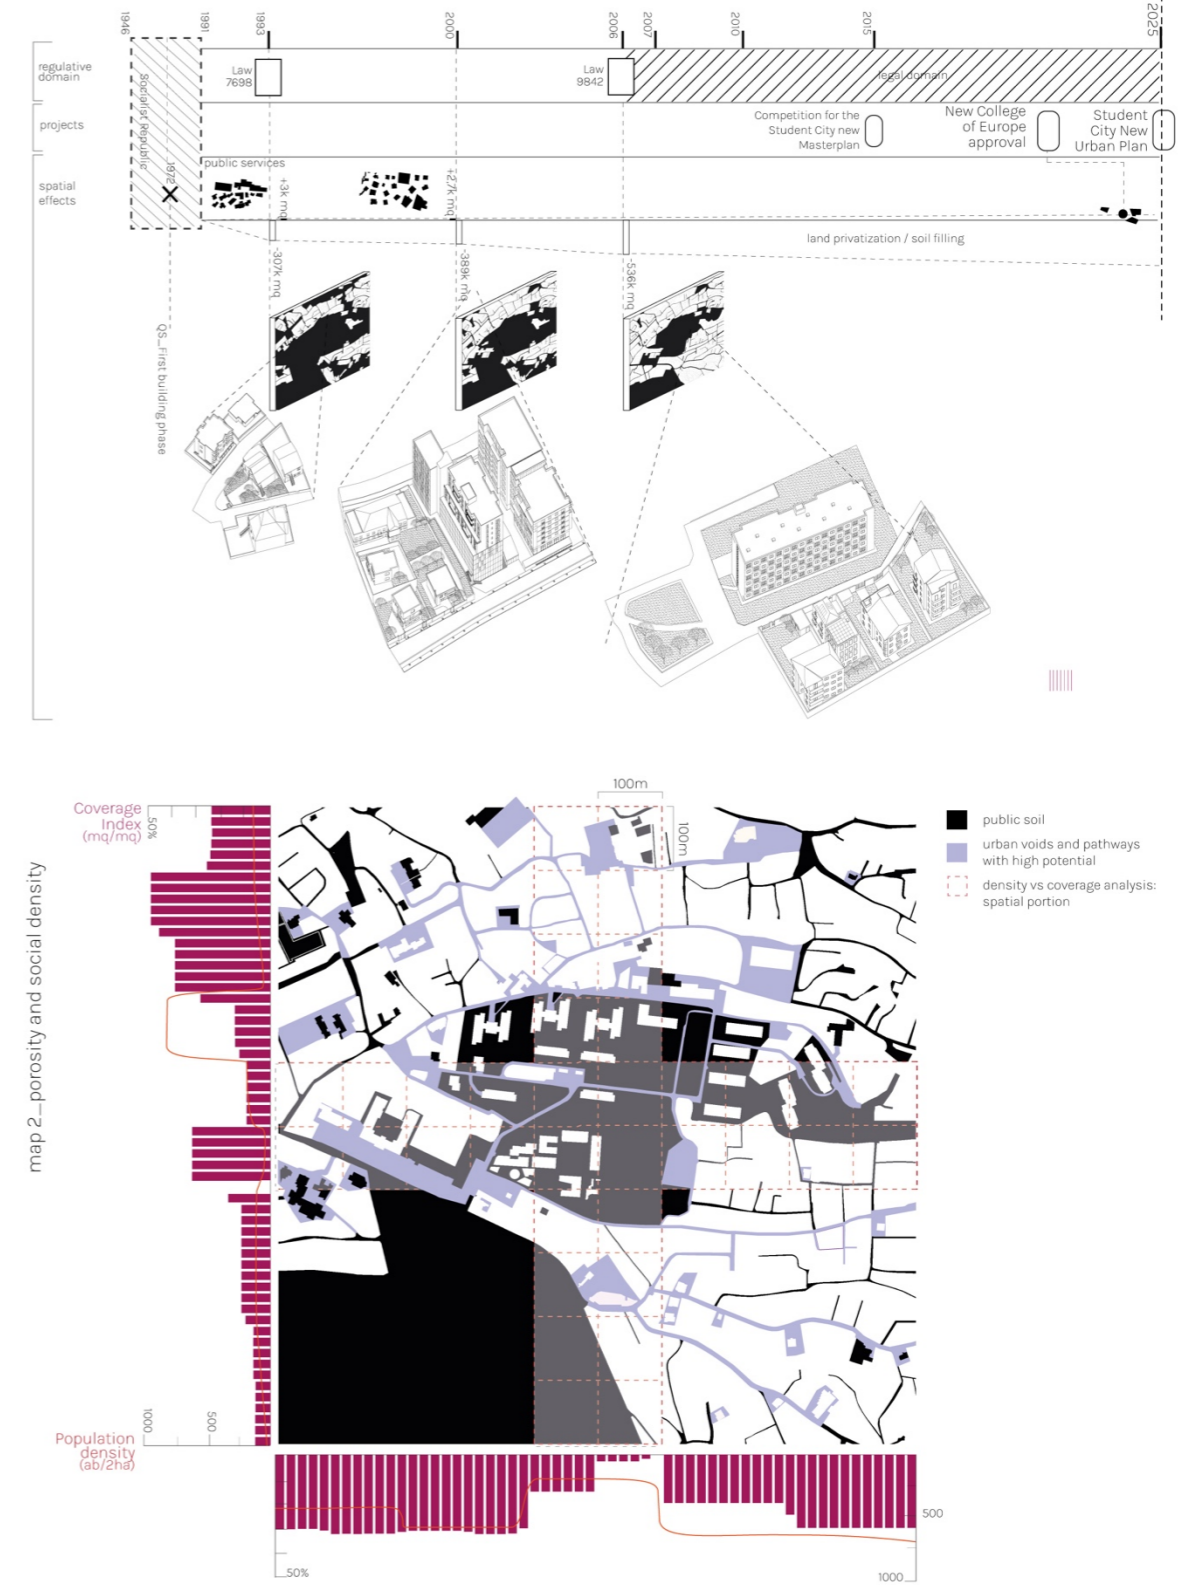 1946
1991
1993
2000
2006
2007
2010
2015
2025
regulative
domain
Law
7698
Law
9842
legal domain
Socialist Republic
projects
Competition for the
Student City new
Masterplan
New College
of Europe
approval
Student
City New
Urban Plan
spatial
effects
1972
public services
+3k mq
+2,7k mq
-307k mq
-389k mq
-536k mq
land privatization / soil filling
QS_First building phase
map 2_porosity and social density
Coverage
Index
(mq/mq)
50%
100m
100m
public soil
urban voids and pathways
with high potential
density vs coverage analysis:
spatial portion
1000
500
Population
density
(ab/2ha)
500
50%
1000